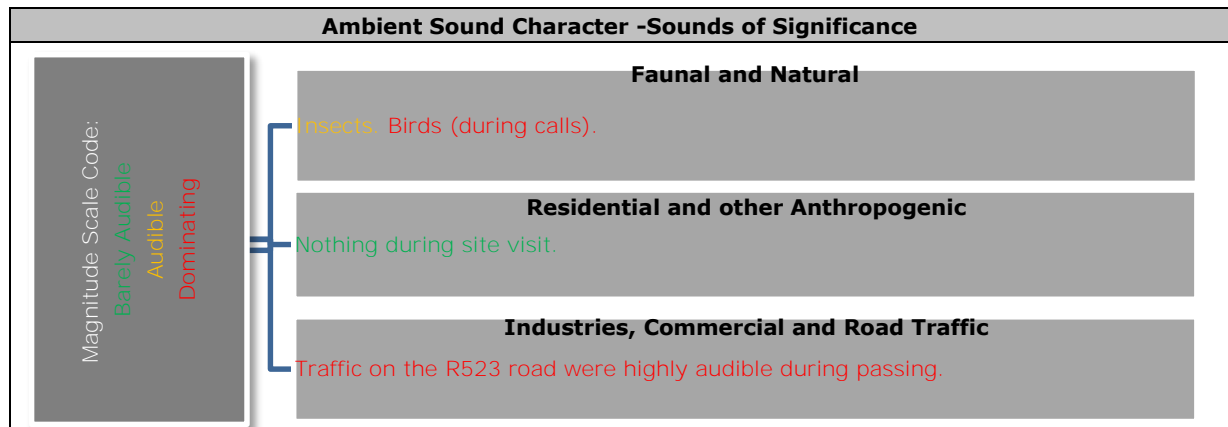 Ambient Sound Character -Sounds of Significance
Magnitude Scale Code:
Barely Audible
Audible
Dominating
Faunal and Natural
Insects. Birds (during calls).
Residential and other Anthropogenic
Nothing during site visit.
Industries, Commercial and Road Traffic
Traffic on the R523 road were highly audible during passing.